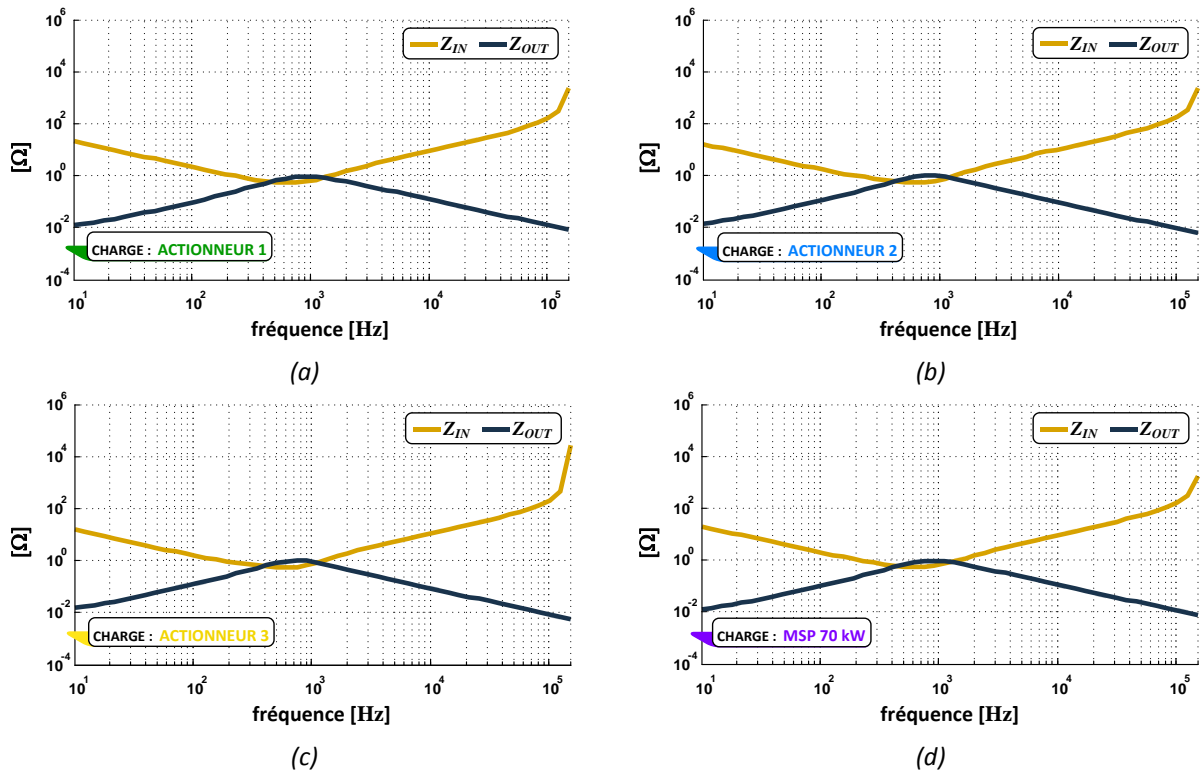 10^6
10^4
10^2
10^0
10^-2
10^-4
[Ω]
Z_IN Z_OUT
CHARGE : ACTIONNEUR 1
10^1 10^2 10^3 10^4 10^5
fréquence [Hz]
(a)
10^6
10^4
10^2
10^0
10^-2
10^-4
[Ω]
Z_IN Z_OUT
CHARGE : ACTIONNEUR 2
10^1 10^2 10^3 10^4 10^5
fréquence [Hz]
(b)
10^6
10^4
10^2
10^0
10^-2
10^-4
[Ω]
Z_IN Z_OUT
CHARGE : ACTIONNEUR 3
10^1 10^2 10^3 10^4 10^5
fréquence [Hz]
(c)
10^6
10^4
10^2
10^0
10^-2
10^-4
[Ω]
Z_IN Z_OUT
CHARGE : MSP 70 kW
10^1 10^2 10^3 10^4 10^5
fréquence [Hz]
(d)